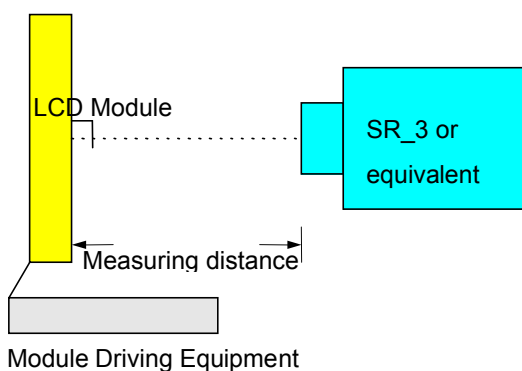 LCD Module
SR_3 or
equivalent
Measuring distance
Module Driving Equipment